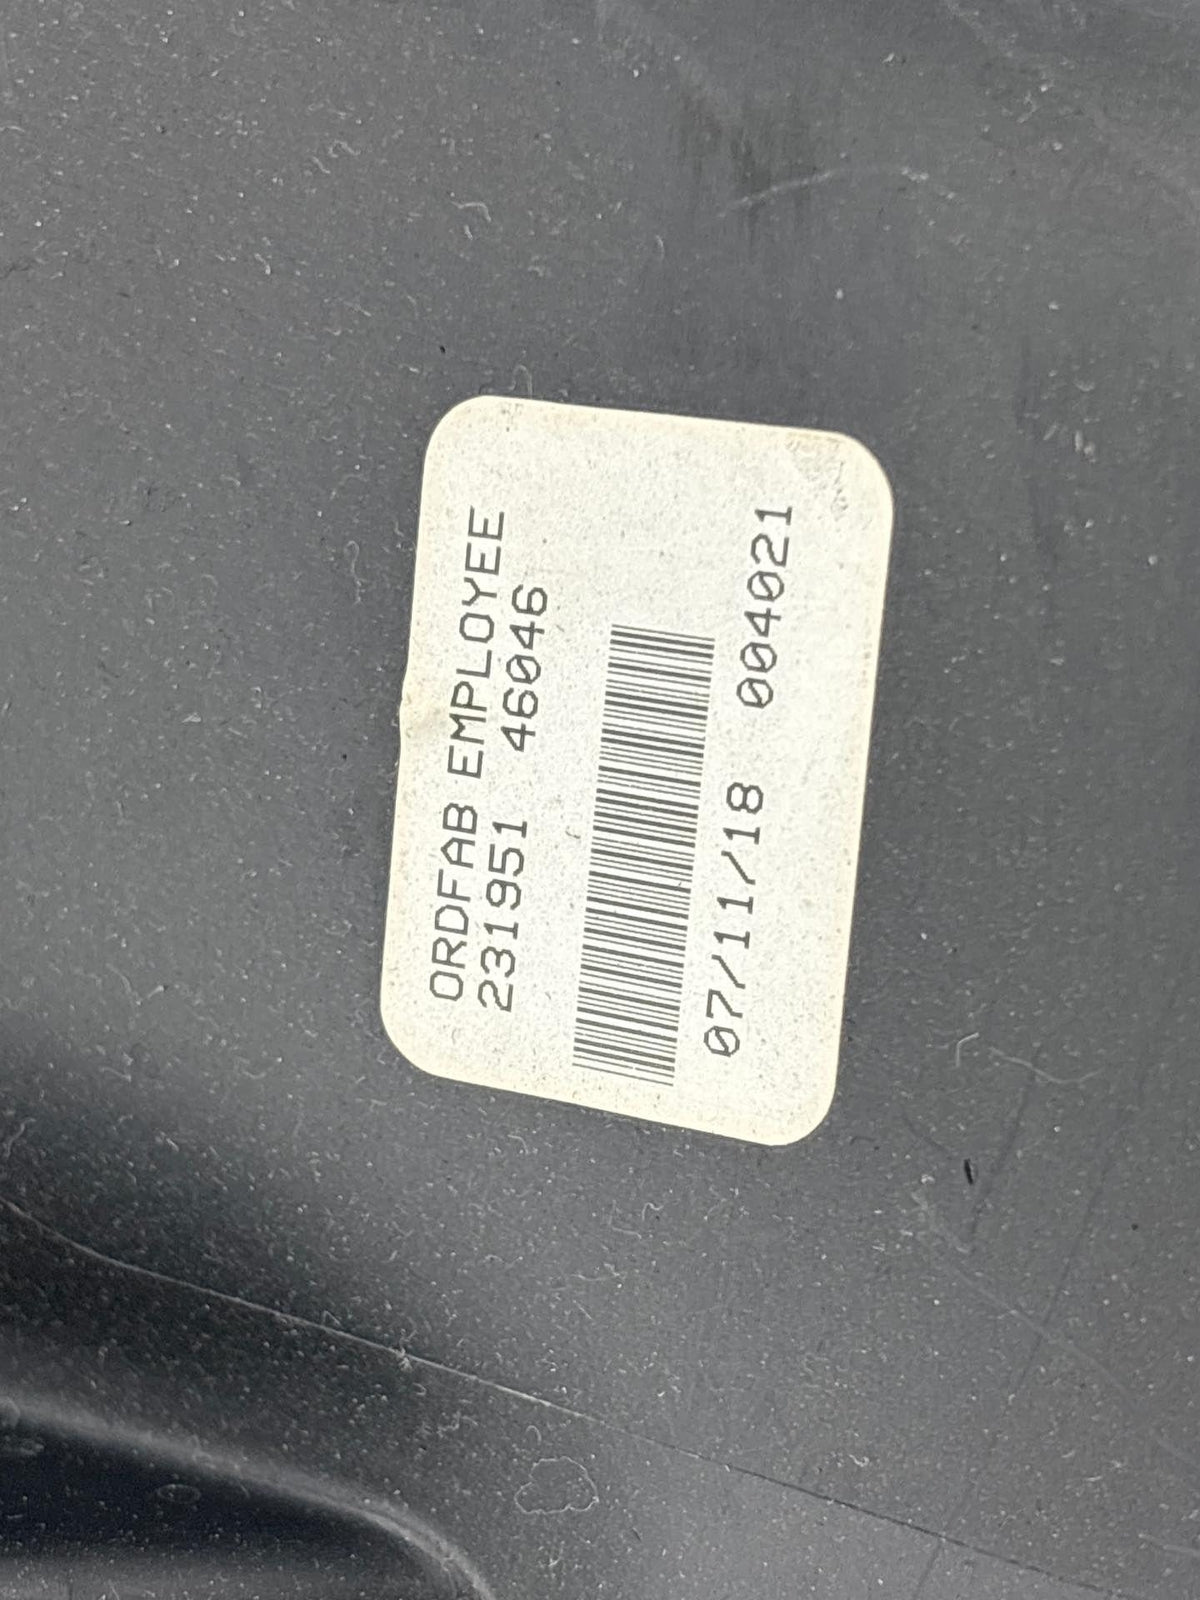 ORDFAB EMPLOYEE
231951 46046
07/11/18 004021